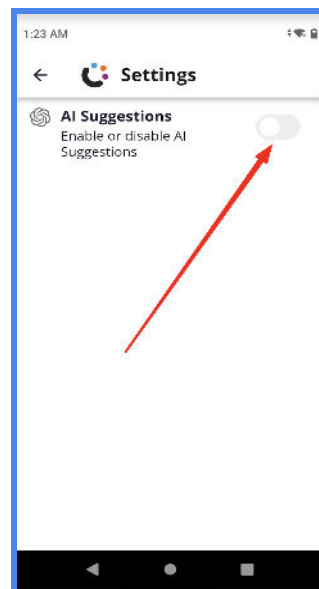 1:23 AM
Settings
AI Suggestions
Enable or disable AI
Suggestions